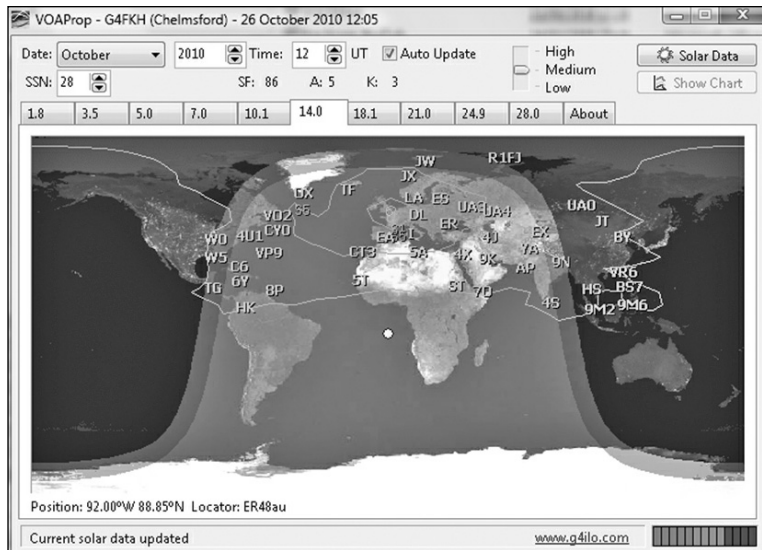 VOAProp - G4FKH (Chelmsford) - 26 October 2010 12:05
Date: October 2010 Time: 12 UT Auto Update High Medium Low Solar Data
SSN: 28 SF: 86 A: 5 K: 3 Show Chart
1.8 3.5 5.0 7.0 10.1 14.0 18.1 21.0 24.9 28.0 About
JW R1FJ
JX
OX TF
S6 LA ES UA3 UA4 UA0
VO2 DL JT
W0 4U1 CY0 EA ER 4J EX BY
W5 VP9 CT3 5A 4X 9K YA 9N
C6 AP VR6
TG 6Y 8P 5T ST 7O HS BS7
HK 4S 9M2 9M6
Position: 92.00°W 88.85°N Locator: ER48au
Current solar data updated www.g4ilo.com